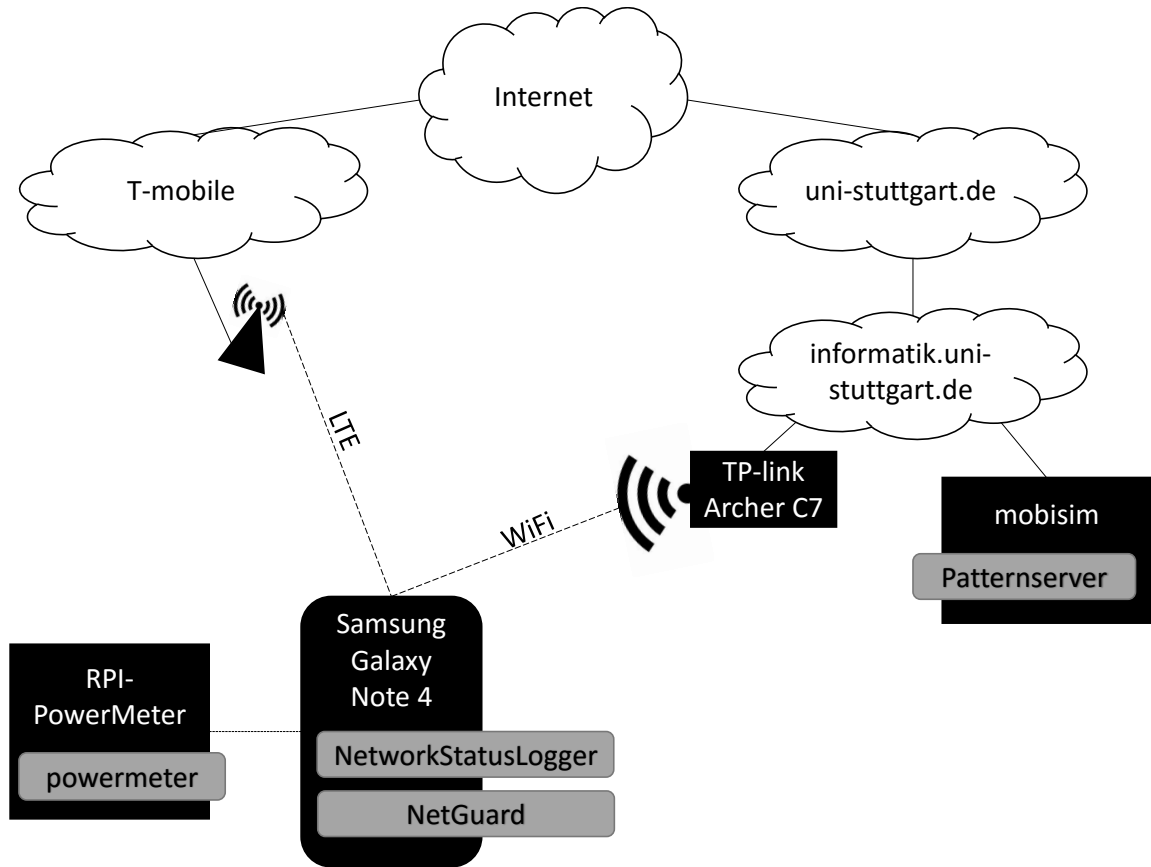 Internet
T-mobile
uni-stuttgart.de
informatik.uni-
stuttgart.de
LTE
WiFi
TP-link
Archer C7
mobisim
Patternserver
Samsung
Galaxy
Note 4
NetworkStatusLogger
NetGuard
RPI-
PowerMeter
powermeter